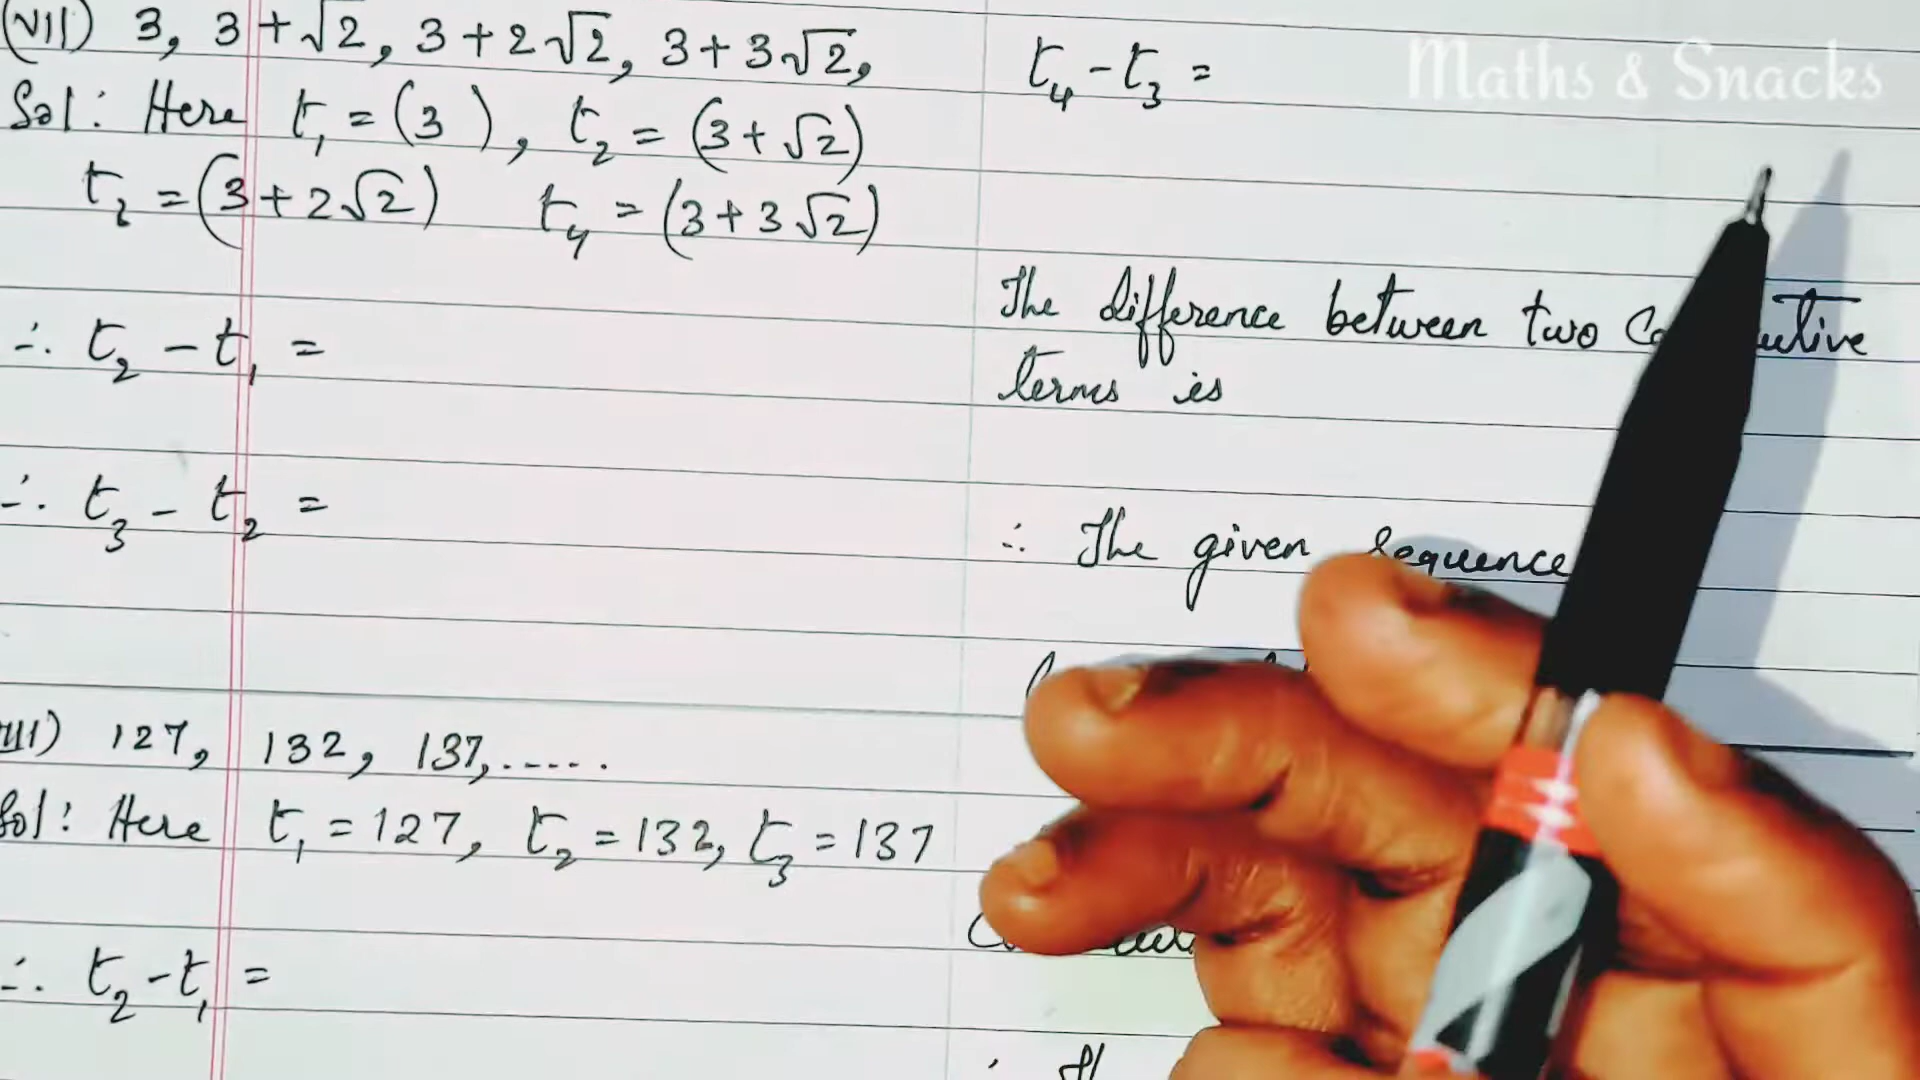 (VII) 3, 3+√2, 3+2√2, 3+3√2,
Sol: Here t₁ = (3 ), t₂ = (3+√2)
t₂ = (3+2√2) t₄ = (3+3√2)
∴ t₂ - t₁ =
∴ t₃ - t₂ =
VIII) 127, 132, 137,.....
Sol: Here t₁ = 127, t₂ = 132, t₃ = 137
∴ t₂ - t₁ =
Maths & Snacks
t₄ - t₃ =
The difference between two
terms is
∴ The given sequence